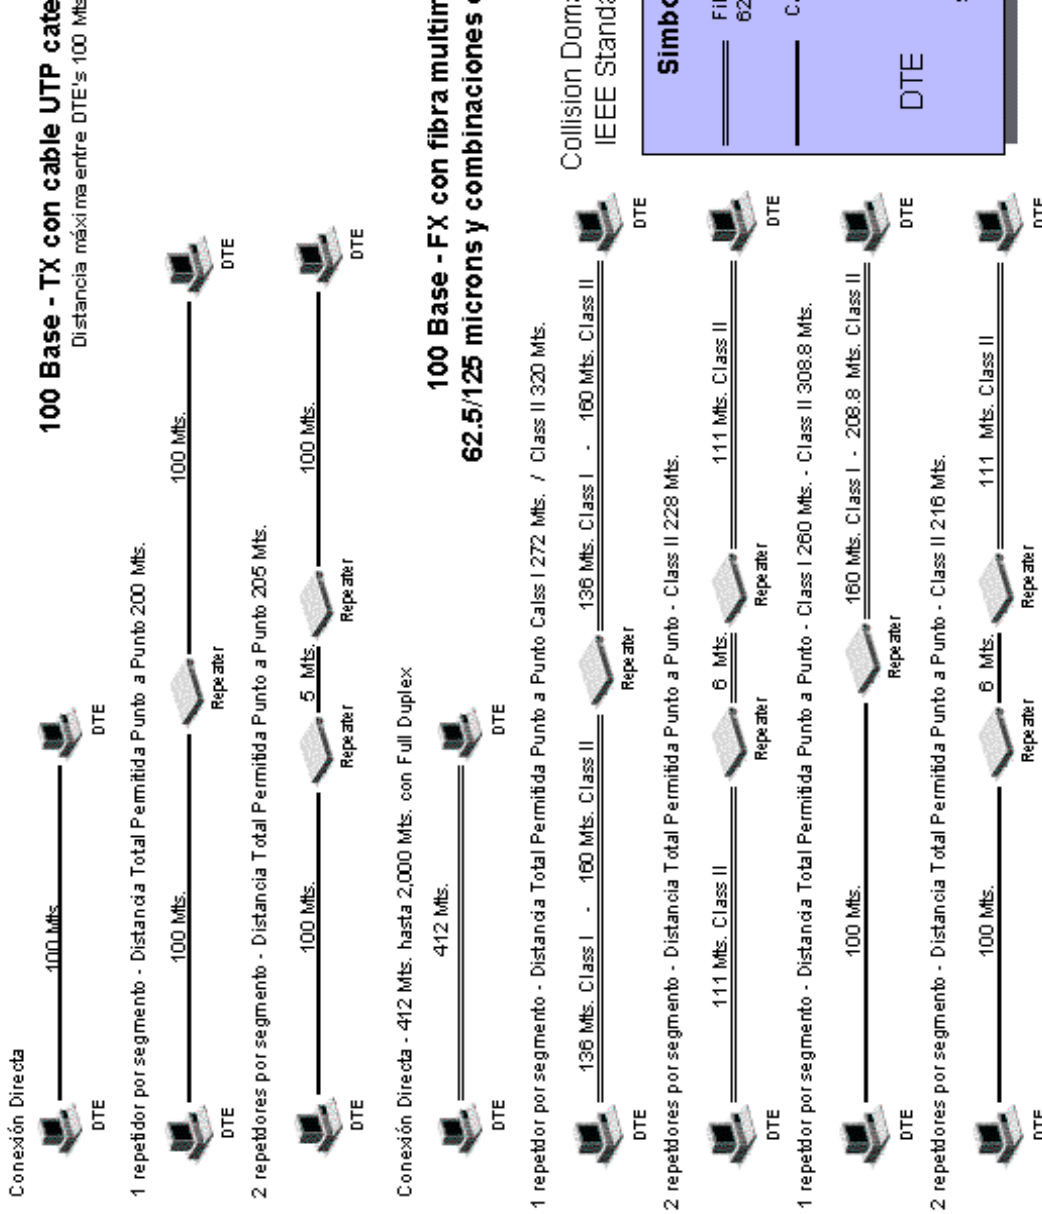 100 Base - TX con cable UTP cate
Distancia máxima entre DTE's 100 Mts
Conexión Directa
100 Mts.
DTE
DTE
1 repetidor por segmento - Distancia Total Permitida Punto a Punto 200 Mts.
100 Mts.
100 Mts.
DTE
Repeater
DTE
2 repetdores por segmento - Distancia Total Permitida Punto a Punto 205 Mts.
100 Mts.
5 Mts.
100 Mts.
DTE
Repeater
Repeater
DTE
100 Base - FX con fibra multim
62.5/125 microns y combinaciones
Conexión Directa - 412 Mts. hasta 2,000 Mts. con Full Duplex
412 Mts.
DTE
DTE
1 repetdor por segmento - Distancia Total Permitida Punto a Punto Calss I 272 Mts. / Class II 320 Mts.
136 Mts. Class I - 160 Mts. Class II
136 Mts. Class I - 160 Mts. Class II
DTE
Repeater
DTE
2 repetdores por segmento - Distancia Total Permitida Punto a Punto - Class II 228 Mts.
111 Mts. Class II
6 Mts.
111 Mts. Class II
DTE
Repeater
Repeater
DTE
1 repetdor por segmento - Distancia Total Permitida Punto a Punto - Class I 260 Mts. - Class II 308.8 Mts.
100 Mts.
160 Mts. Class I - 208.8 Mts. Class II
DTE
Repeater
DTE
2 repetdores por segmento - Distancia Total Permitida Punto a Punto - Class II 216 Mts.
100 Mts.
6 Mts.
111 Mts. Class II
DTE
Repeater
Repeater
DTE
Collision Doma
IEEE Standa
Simbo
Fi
62
DTE